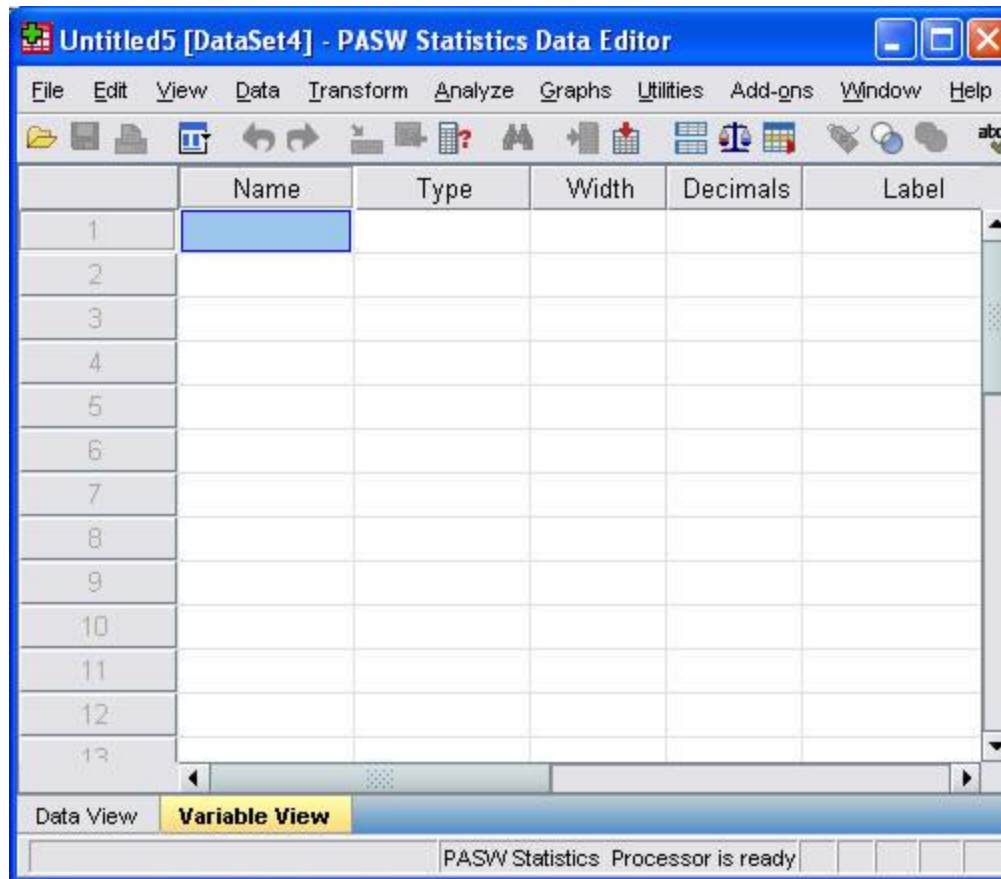 Untitled5 [DataSet4] - PASW Statistics Data Editor
File Edit View Data Transform Analyze Graphs Utilities Add-ons Window Help
abc
Name Type Width Decimals Label
1
2
3
4
5
6
7
8
9
10
11
12
13
Data View Variable View
PASW Statistics Processor is ready